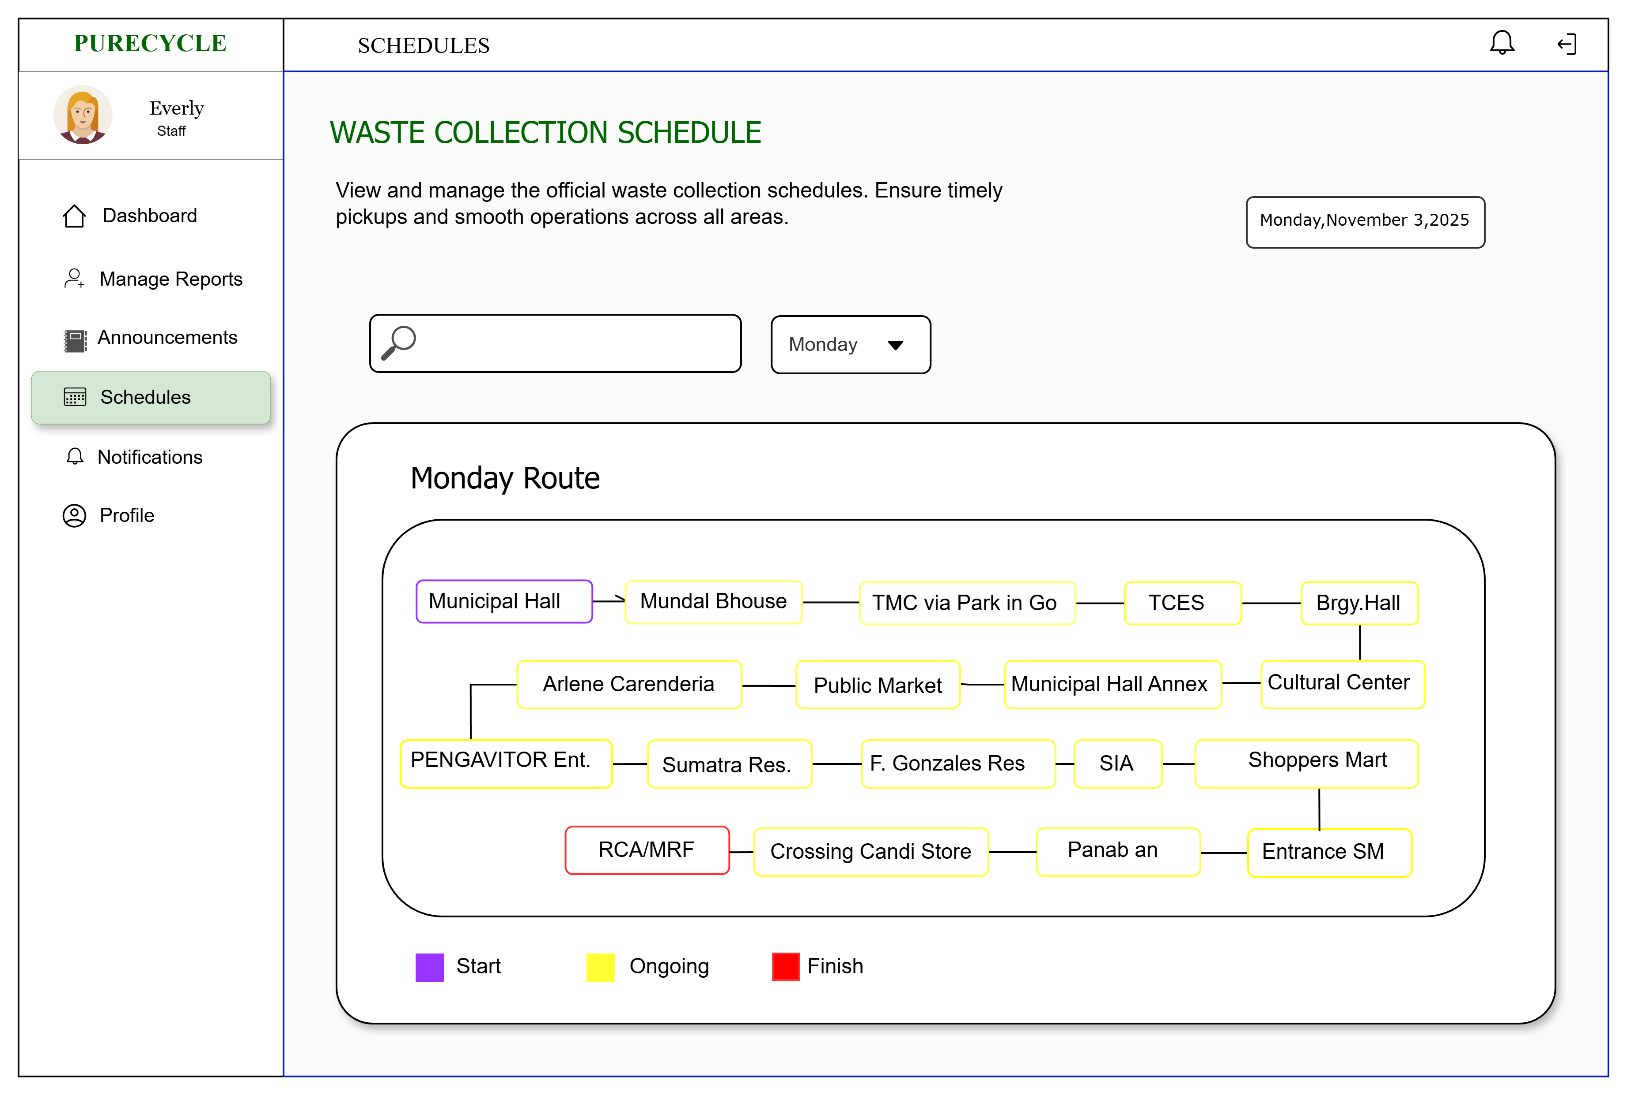 PURECYCLE
SCHEDULES
Everly
Staff
Dashboard
Manage Reports
Announcements
Schedules
Notifications
Profile
WASTE COLLECTION SCHEDULE
View and manage the official waste collection schedules. Ensure timely
pickups and smooth operations across all areas.
Monday,November 3,2025
Monday
Monday Route
Municipal Hall
Mundal Bhouse
TMC via Park in Go
TCES
Brgy.Hall
Arlene Carenderia
Public Market
Municipal Hall Annex
Cultural Center
PENGAVITOR Ent.
Sumatra Res.
F. Gonzales Res
SIA
Shoppers Mart
RCA/MRF
Crossing Candi Store
Panab an
Entrance SM
Start
Ongoing
Finish